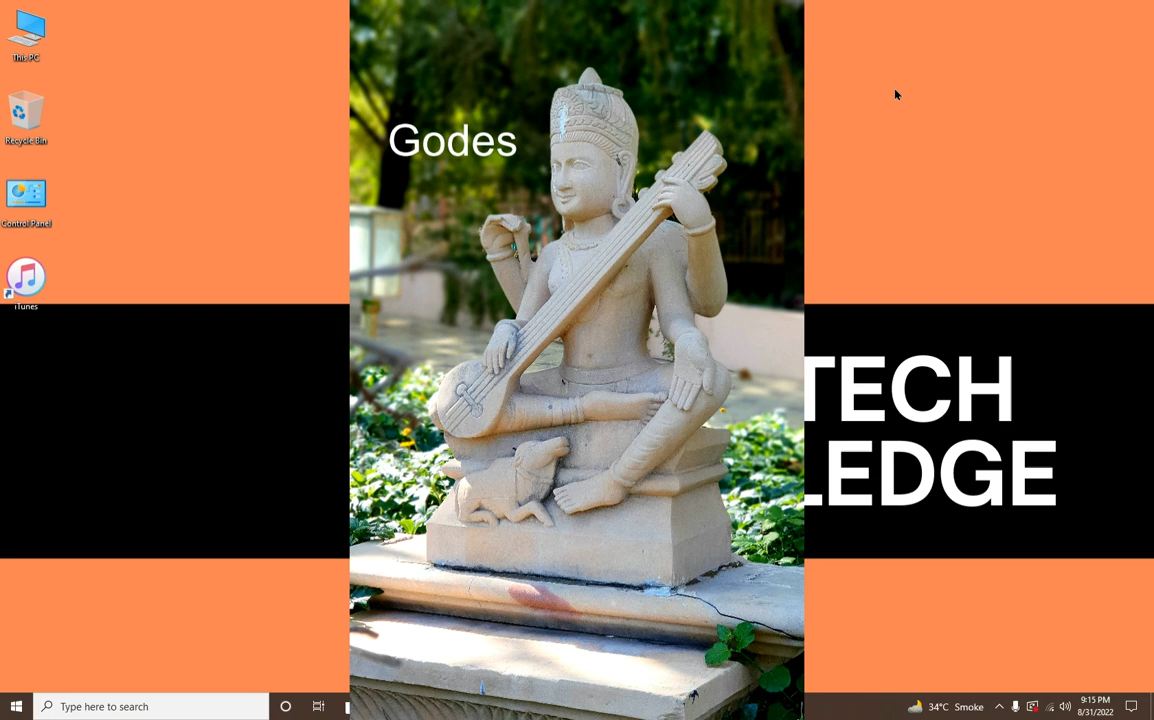 This PC
Recycle Bin
Control Panel
iTunes
Godes
TECH
LEDGE
Type here to search
34°C Smoke
9:15 PM
8/31/2022